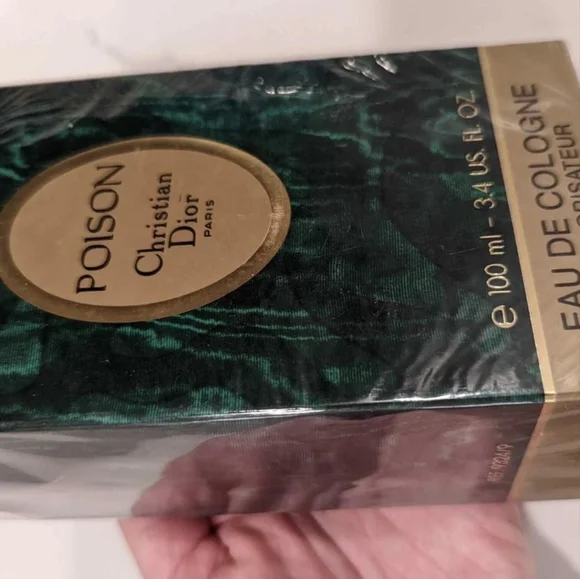 POISON
Christian
Dior
PARIS
e 100 ml - 3.4 US. fl. OZ.
EAU DE COLOGNE